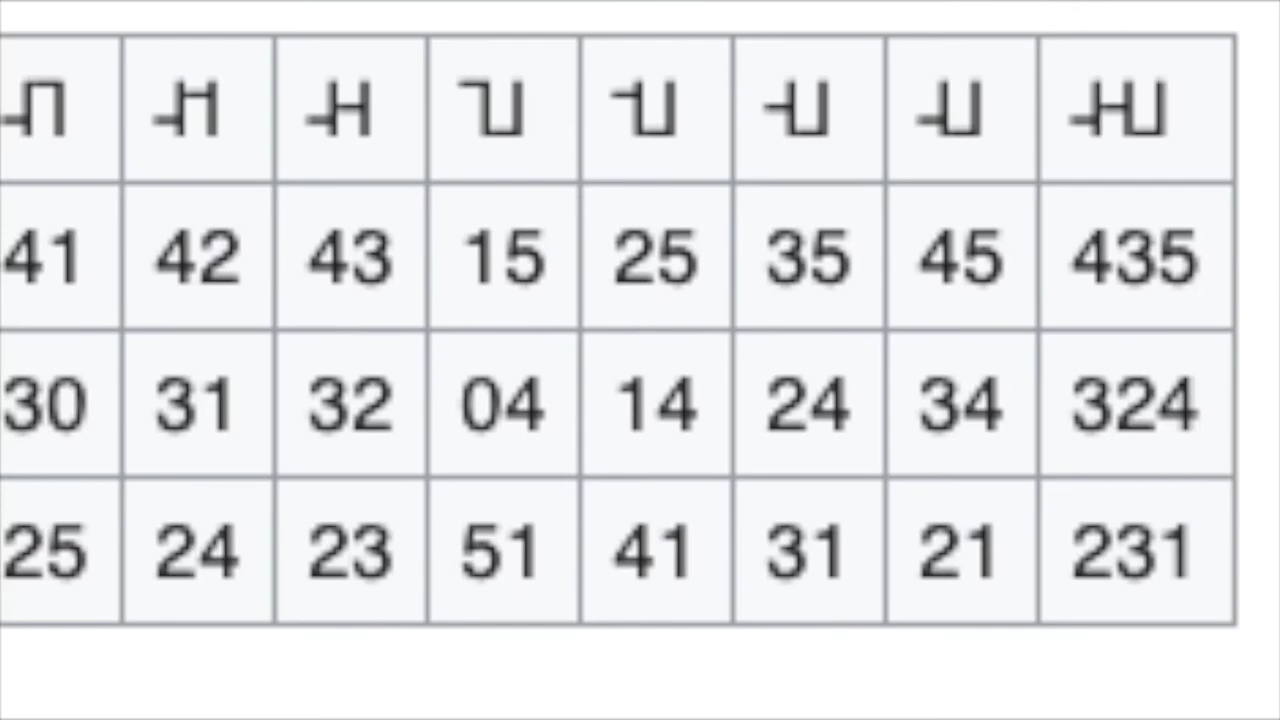 ˨˥ ˨˦ ˨˧ ˥˩ ˦˩ ˧˩ ˨˩ ˨˧˩
41 42 43 15 25 35 45 435
30 31 32 04 14 24 34 324
25 24 23 51 41 31 21 231